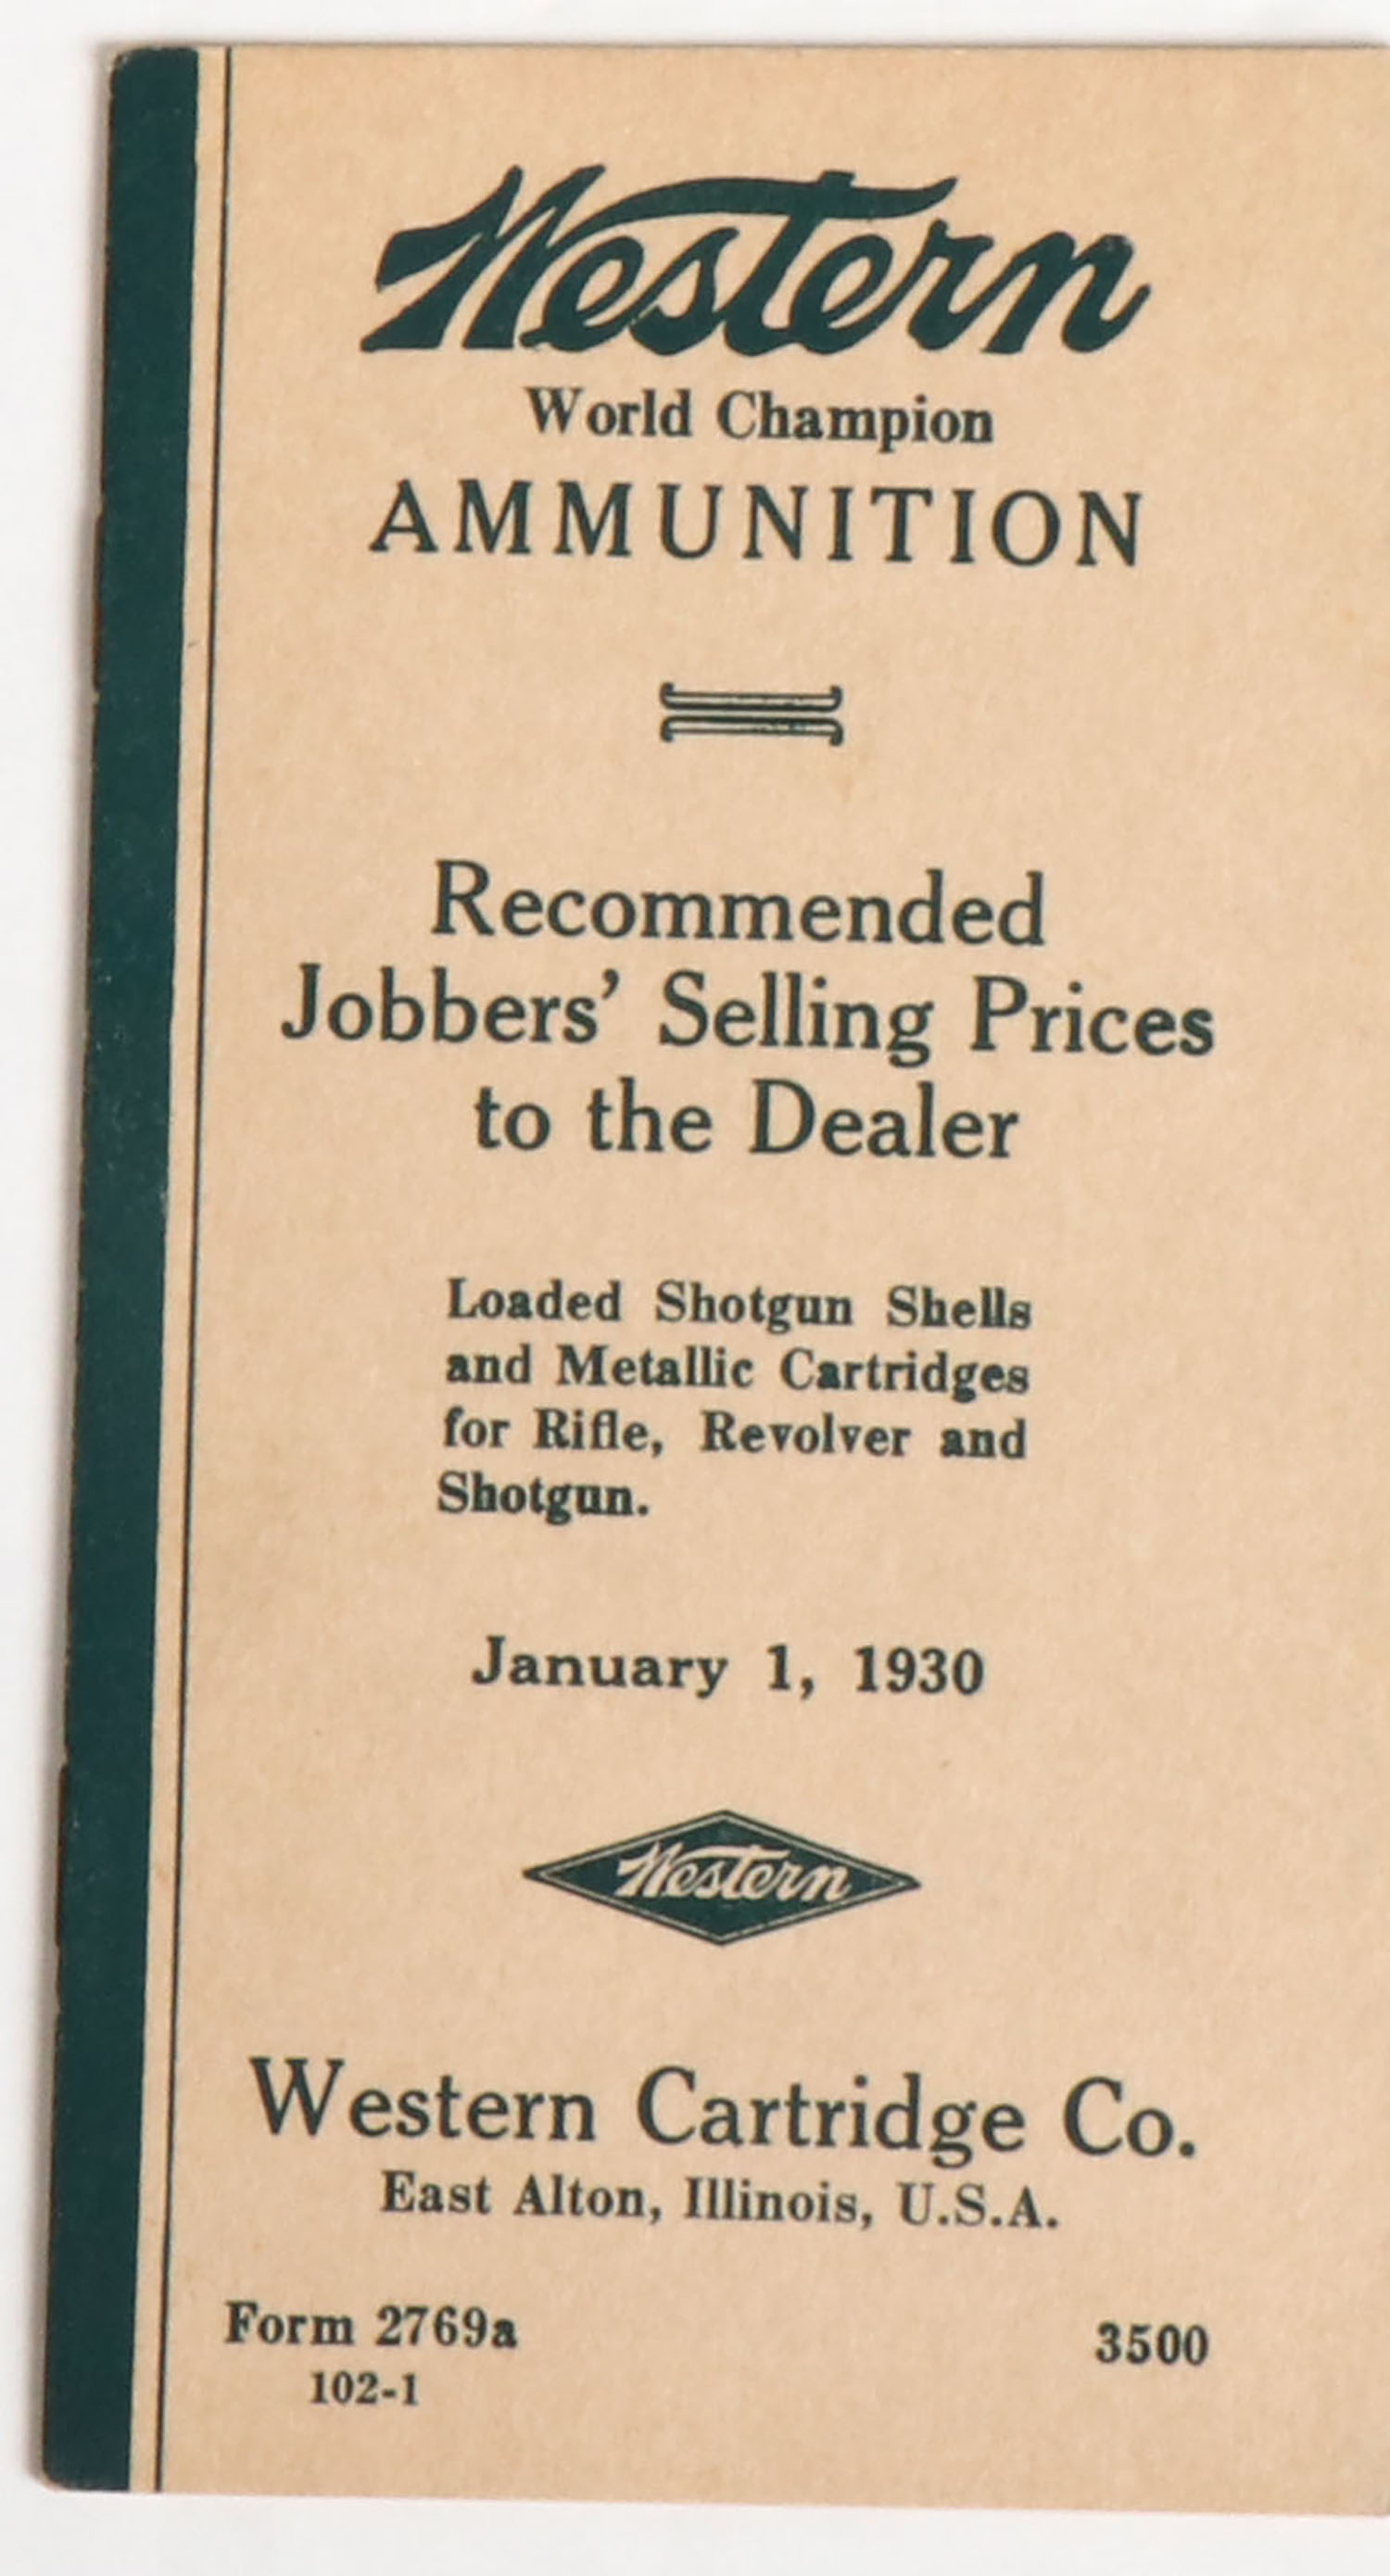 Western
World Champion
AMMUNITION
Recommended
Jobbers' Selling Prices
to the Dealer
Loaded Shotgun Shells
and Metallic Cartridges
for Rifle, Revolver and
Shotgun.
January 1, 1930
Western
Western Cartridge Co.
East Alton, Illinois, U.S.A.
Form 2769a 3500
102-1